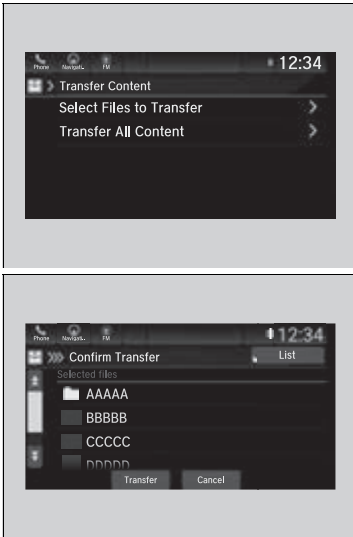 Phone Navigati.. FM 12:34
Transfer Content
Select Files to Transfer
Transfer All Content
Phone Navigati.. FM 12:34
Confirm Transfer List
Selected files
AAAAA
BBBBB
CCCCC
DDDDD
Transfer Cancel